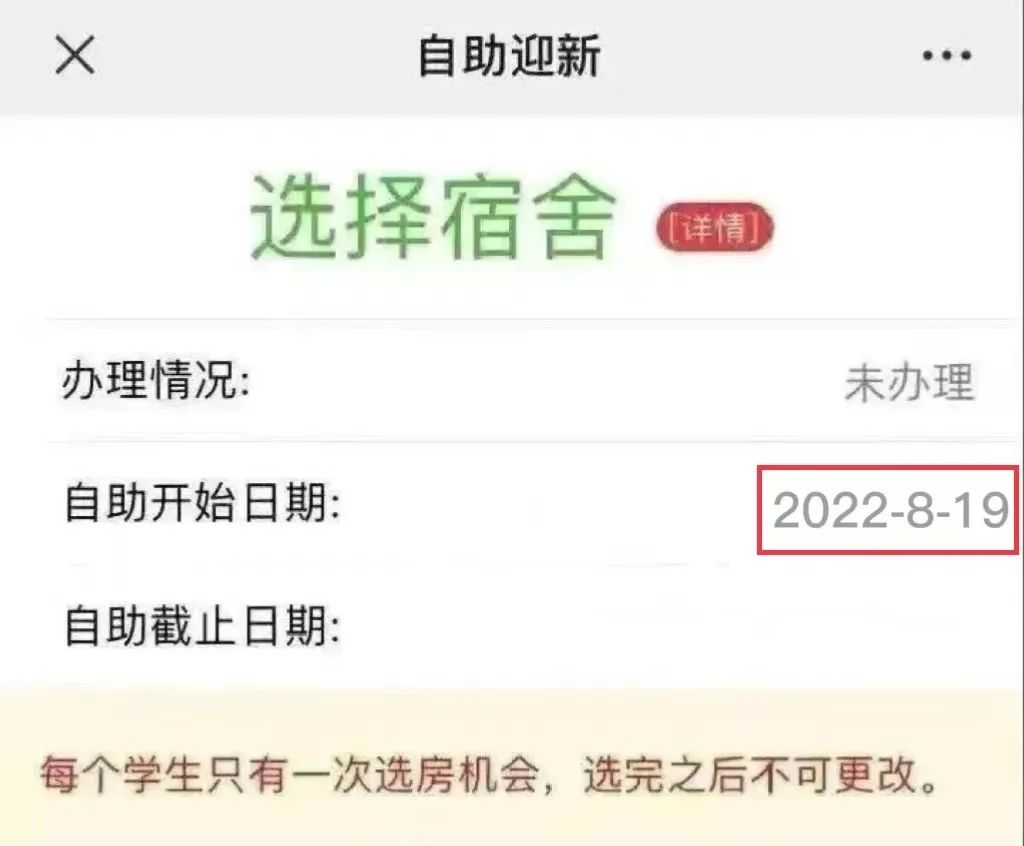 自助迎新
选择宿舍 [详情]
办理情况: 未办理
自助开始日期: 2022-8-19
自助截止日期:
每个学生只有一次选房机会，选完之后不可更改。